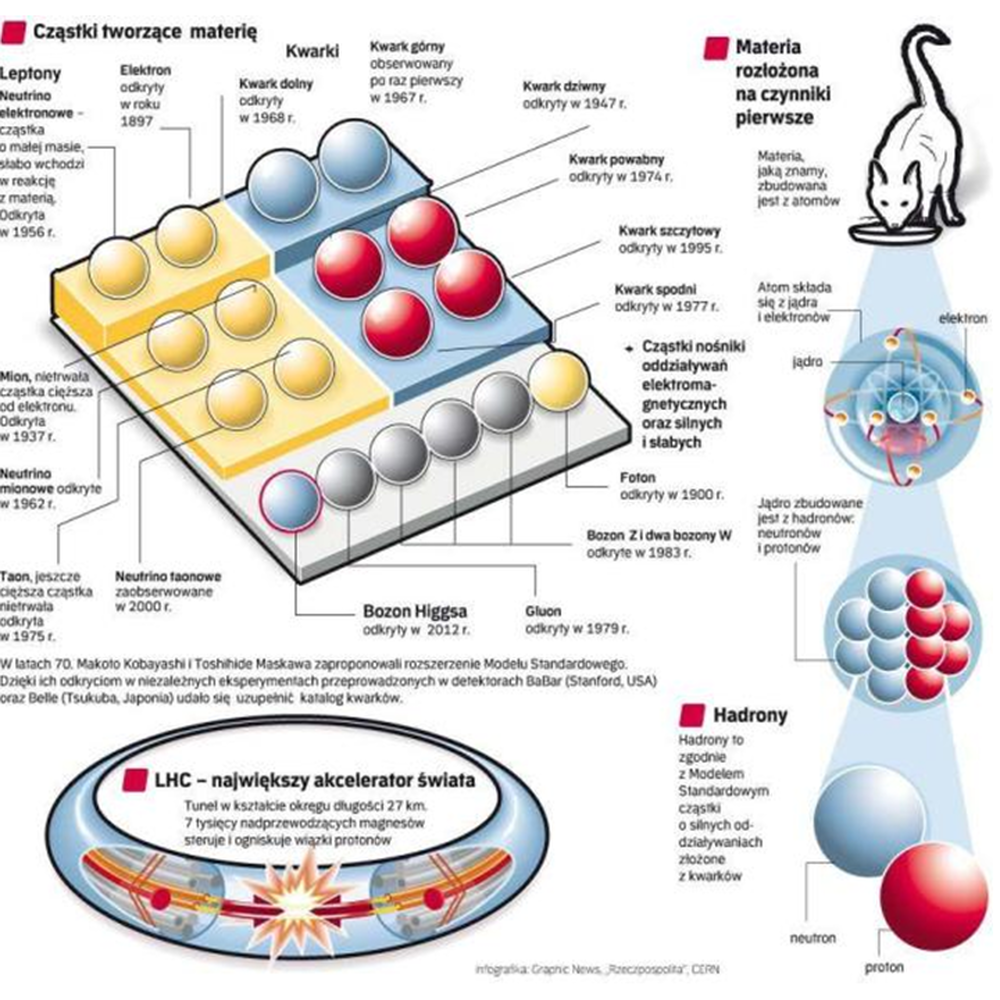 Cząstki tworzące materię
Leptony
Neutrino
elektronowe –
cząstka
o małej masie,
słabo wchodzi
w reakcję
z materią.
Odkryta
w 1956 r.
Elektron
odkryty
w roku
1897
Kwarki
Kwark dolny
odkryty
w 1968 r.
Kwark górny
obserwowany
po raz pierwszy
w 1967 r.
Kwark dziwny
odkryty w 1947 r.
Kwark powabny
odkryty w 1974 r.
Kwark szczytowy
odkryty w 1995 r.
Kwark spodni
odkryty w 1977 r.
Cząstki nośniki
oddziaływań
elektroma-
gnetycznych
oraz silnych
i słabych
Foton
odkryty w 1900 r.
Bozon Z i dwa bozony W
odkryte w 1983 r.
Gluon
odkryty w 1979 r.
Bozon Higgsa
odkryty w 2012 r.
Mion, nietrwała
cząstka cięższa
od elektronu.
Odkryta
w 1937 r.
Neutrino
mionowe odkryte
w 1962 r.
Taon, jeszcze
cięższa cząstka
nietrwała
odkryta
w 1975 r.
Neutrino taonowe
zaobserwowane
w 2000 r.
W latach 70. Makoto Kobayashi i Toshihide Maskawa zaproponowali rozszerzenie Modelu Standardowego.
Dzięki ich odkryciom w niezależnych eksperymentach przeprowadzonych w detektorach BaBar (Stanford, USA)
oraz Belle (Tsukuba, Japonia) udało się uzupełnić katalog kwarków.
LHC – największy akcelerator świata
Tunel w kształcie okręgu długości 27 km.
7 tysięcy nadprzewodzących magnesów
steruje i ogniskuje wiązki protonów
Materia
rozłożona
na czynniki
pierwsze
Materia,
jaką znamy,
zbudowana
jest z atomów
Atom składa
się z jądra
i elektronów
elektron
jądro
Jądro zbudowane
jest z hadronów:
neutronów
i protonów
Hadrony
Hadrony to
zgodnie
z Modelem
Standardowym
cząstki
o silnych od-
działywaniach
złożone
z kwarków
neutron
proton
infografika: Graphic News, „Rzeczpospolita”, CERN